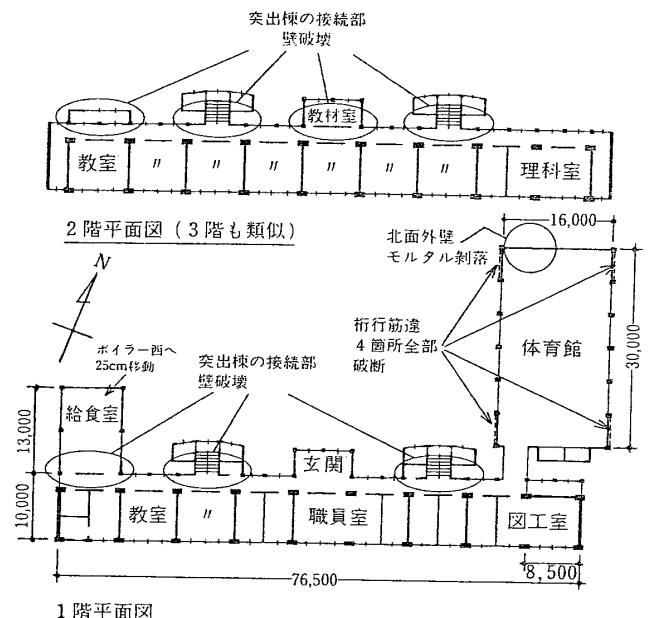 突出棟の接続部
壁破壊
教材室
教室 〃 〃 〃 〃 〃 〃 理科室
2階平面図(3階も類似)
16,000
北面外壁
モルタル剝落
N
桁行筋違
4箇所全部
破断
体育館
30,000
ボイラー西へ
25cm移動
突出棟の接続部
壁破壊
給食室
13,000
玄関
10,000
教室 〃 職員室 図工室
8,500
76,500
1階平面図